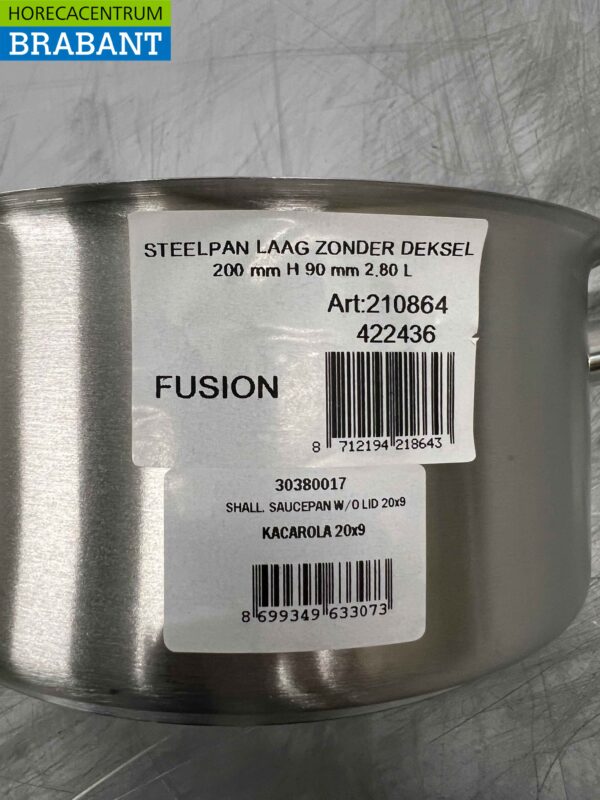 HORECACENTRUM
BRABANT
STEELPAN LAAG ZONDER DEKSEL
200 mm H 90 mm 2,80 L
Art:210864
422436
FUSION
8 712194 218643
30380017
SHALL. SAUCEPAN W/O LID 20x9
KACAROLA 20x9
8 699349 633073